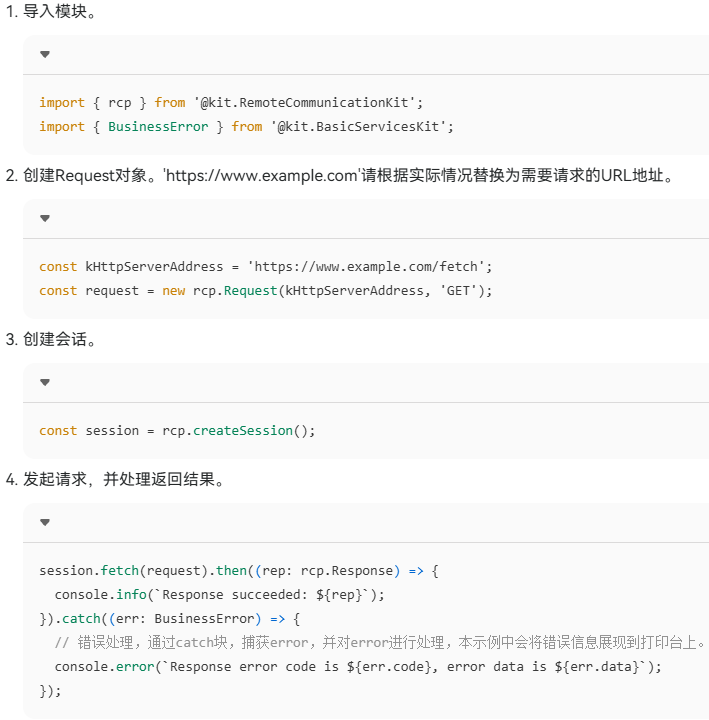 1. 导入模块。
import { rcp } from '@kit.RemoteCommunicationKit';
import { BusinessError } from '@kit.BasicServicesKit';
2. 创建Request对象。'https://www.example.com'请根据实际情况替换为需要请求的URL地址。
const kHttpServerAddress = 'https://www.example.com/fetch';
const request = new rcp.Request(kHttpServerAddress, 'GET');
3. 创建会话。
const session = rcp.createSession();
4. 发起请求，并处理返回结果。
session.fetch(request).then((rep: rcp.Response) => {
  console.info(`Response succeeded: ${rep}`);
}).catch((err: BusinessError) => {
  // 错误处理，通过catch块，捕获error，并对error进行处理，本示例中会将错误信息展现到打印台上。
  console.error(`Response error code is ${err.code}, error data is ${err.data}`);
});